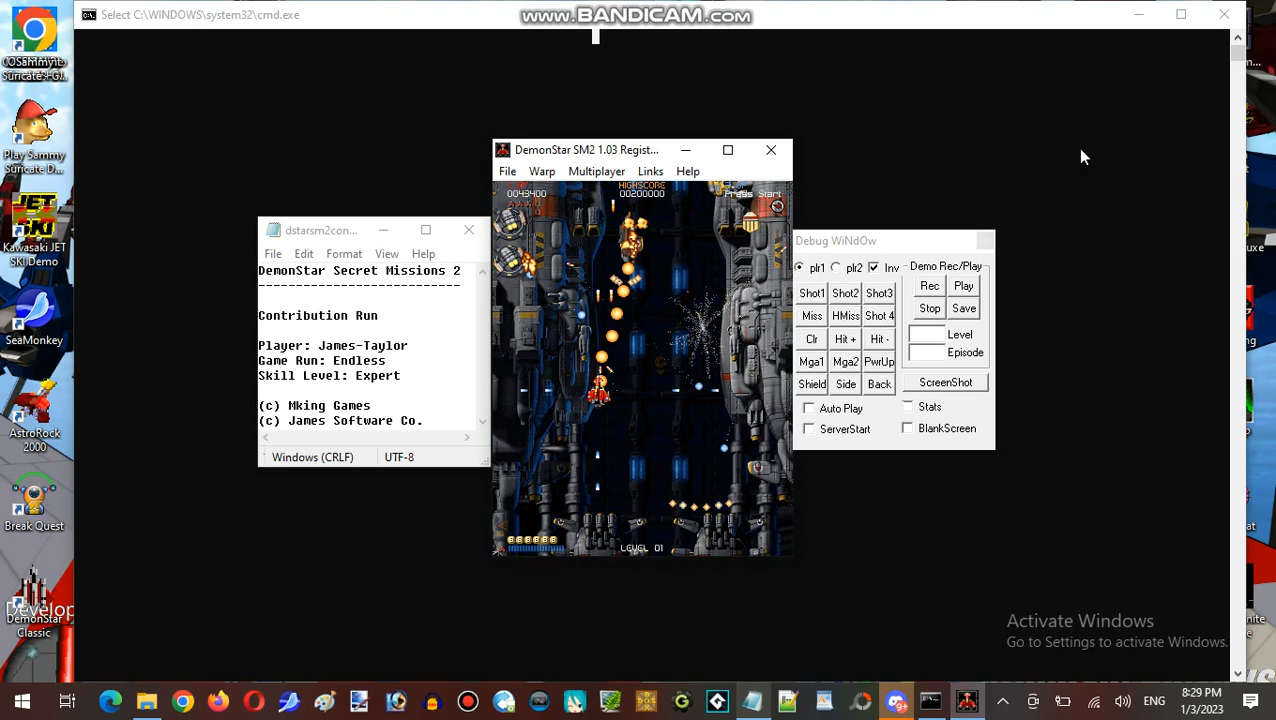 Select C:\WINDOWS\system32\cmd.exe
www.BANDICAM.com
Play Sammy
Suricate D...
JET
SKI
Kawasaki JET
SKI Demo
SeaMonkey
AstroRock
2000
Break Quest
Develop
DemonStar
Classic
dstarsm2con...
File Edit Format View Help
DemonStar Secret Missions 2
---------------------------
Contribution Run
Player: James-Taylor
Game Run: Endless
Skill Level: Expert
(c) Mking Games
(c) James Software Co.
Windows (CRLF) UTF-8
DemonStar SM2 1.03 Regist...
File Warp Multiplayer Links Help
0043400
HIGHSCORE
00200000
Press Start
LEVEL 01
Debug WiNdOw
plr1 plr2 Inv
Shot1 Shot2 Shot3
Miss HMiss Shot 4
Clr Hit + Hit -
Mga1 Mga2 PwrUp
Shield Side Back
Auto Play
ServerStart
Demo Rec/Play
Rec Play
Stop Save
Level
Episode
ScreenShot
Stats
BlankScreen
Activate Windows
Go to Settings to activate Windows.
9+
ENG
8:29 PM
1/3/2023